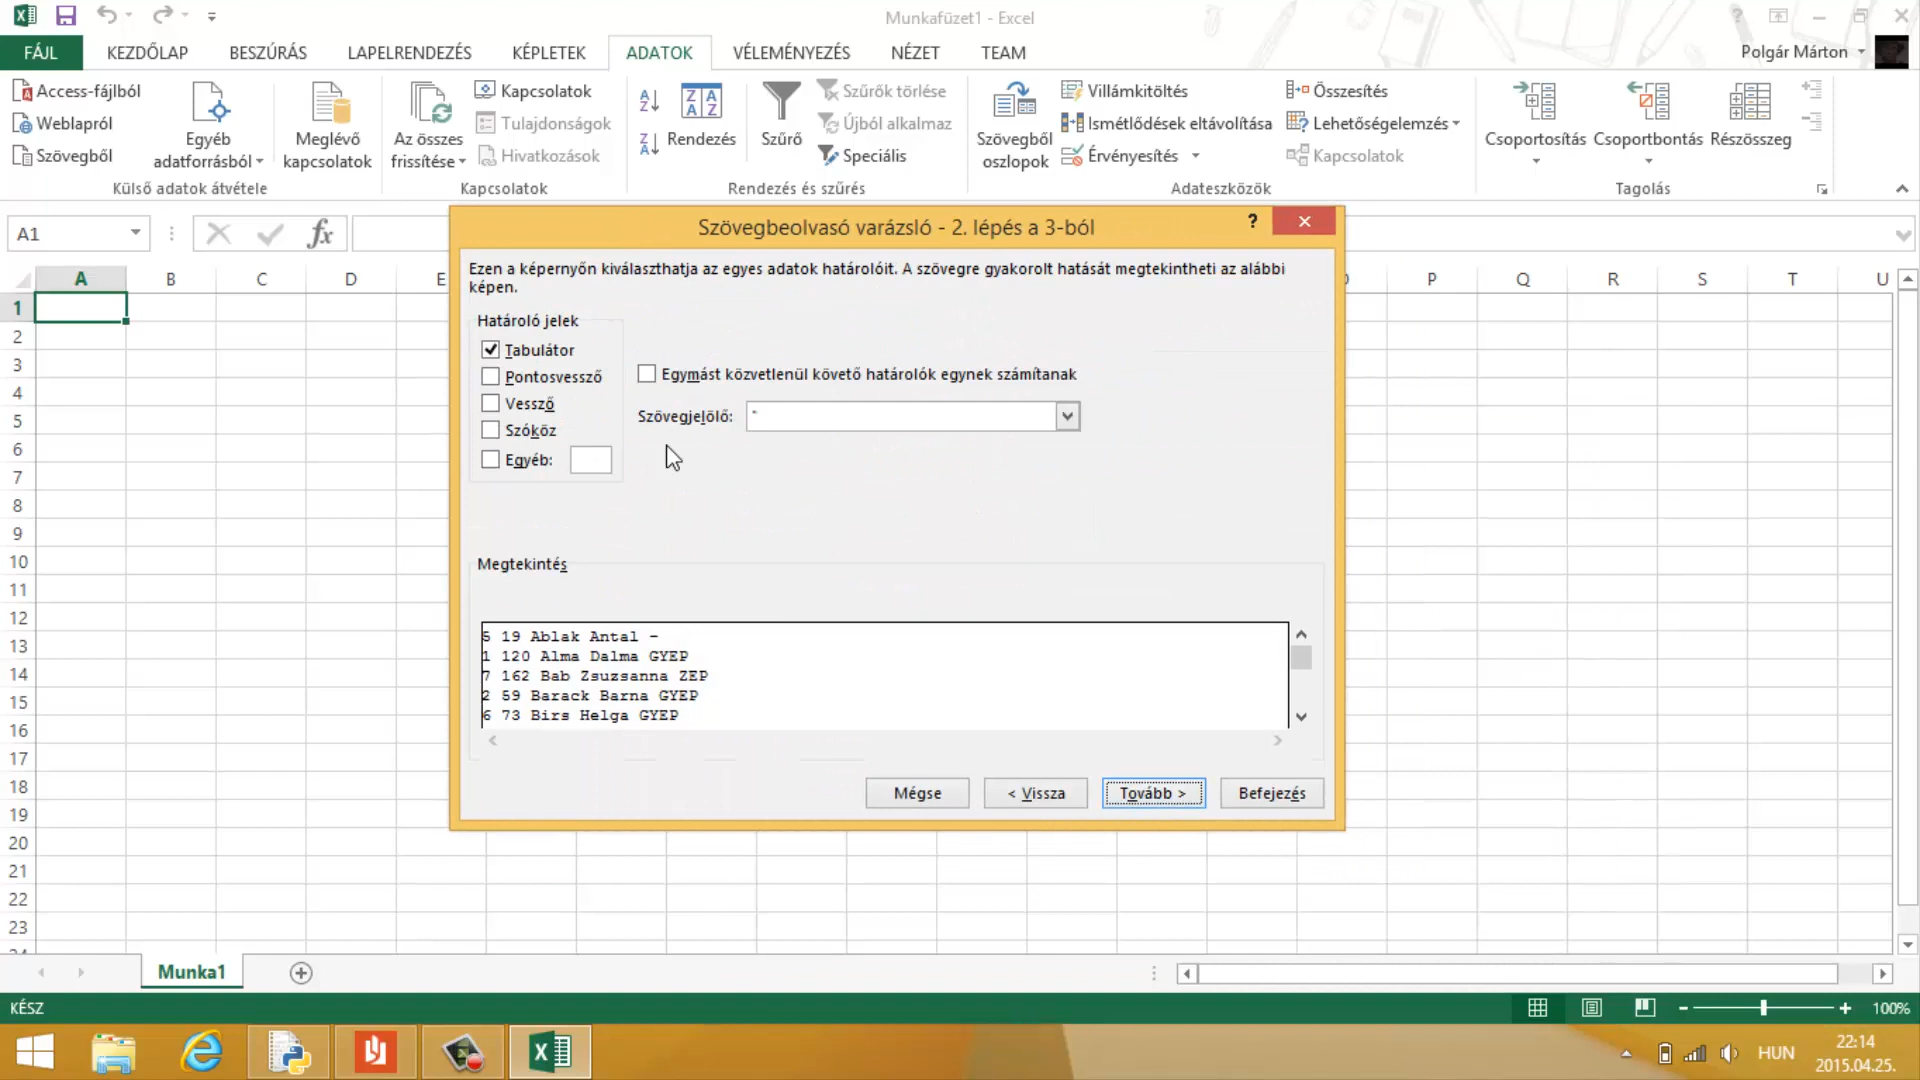 Munkafüzet1 - Excel
FÁJL KEZDŐLAP BESZÚRÁS LAPELRENDEZÉS KÉPLETEK ADATOK VÉLEMÉNYEZÉS NÉZET TEAM Polgár Márton
Access-fájlból
Weblapról
Szövegből
Egyéb adatforrásból
Meglévő kapcsolatok
Külső adatok átvétele
Az összes frissítése
Kapcsolatok
Tulajdonságok
Hivatkozások
Kapcsolatok
Rendezés
Szűrő
Szűrők törlése
Újból alkalmaz
Speciális
Rendezés és szűrés
Szövegből oszlopok
Villámkitöltés
Ismétlődések eltávolítása
Érvényesítés
Összesítés
Lehetőségelemzés
Kapcsolatok
Adateszközök
Csoportosítás
Csoportbontás
Részösszeg
Tagolás
A1
fx
A B C D E P Q R S T U
1
2
3
4
5
6
7
8
9
10
11
12
13
14
15
16
17
18
19
20
21
22
23
Szövegbeolvasó varázsló - 2. lépés a 3-ból
?
Ezen a képernyőn kiválaszthatja az egyes adatok határolóit. A szövegre gyakorolt hatását megtekintheti az alábbi
képen.
Határoló jelek
Tabulátor
Pontosvessző
Vessző
Szóköz
Egyéb:
Egymást közvetlenül követő határolók egynek számítanak
Szövegjelölő: "
Megtekintés
5 19 Ablak Antal -
1 120 Alma Dalma GYEP
7 162 Bab Zsuzsanna ZEP
2 59 Barack Barna GYEP
6 73 Birs Helga GYEP
Mégse < Vissza Tovább > Befejezés
Munka1
KÉSZ 100%
HUN
22:14
2015.04.25.